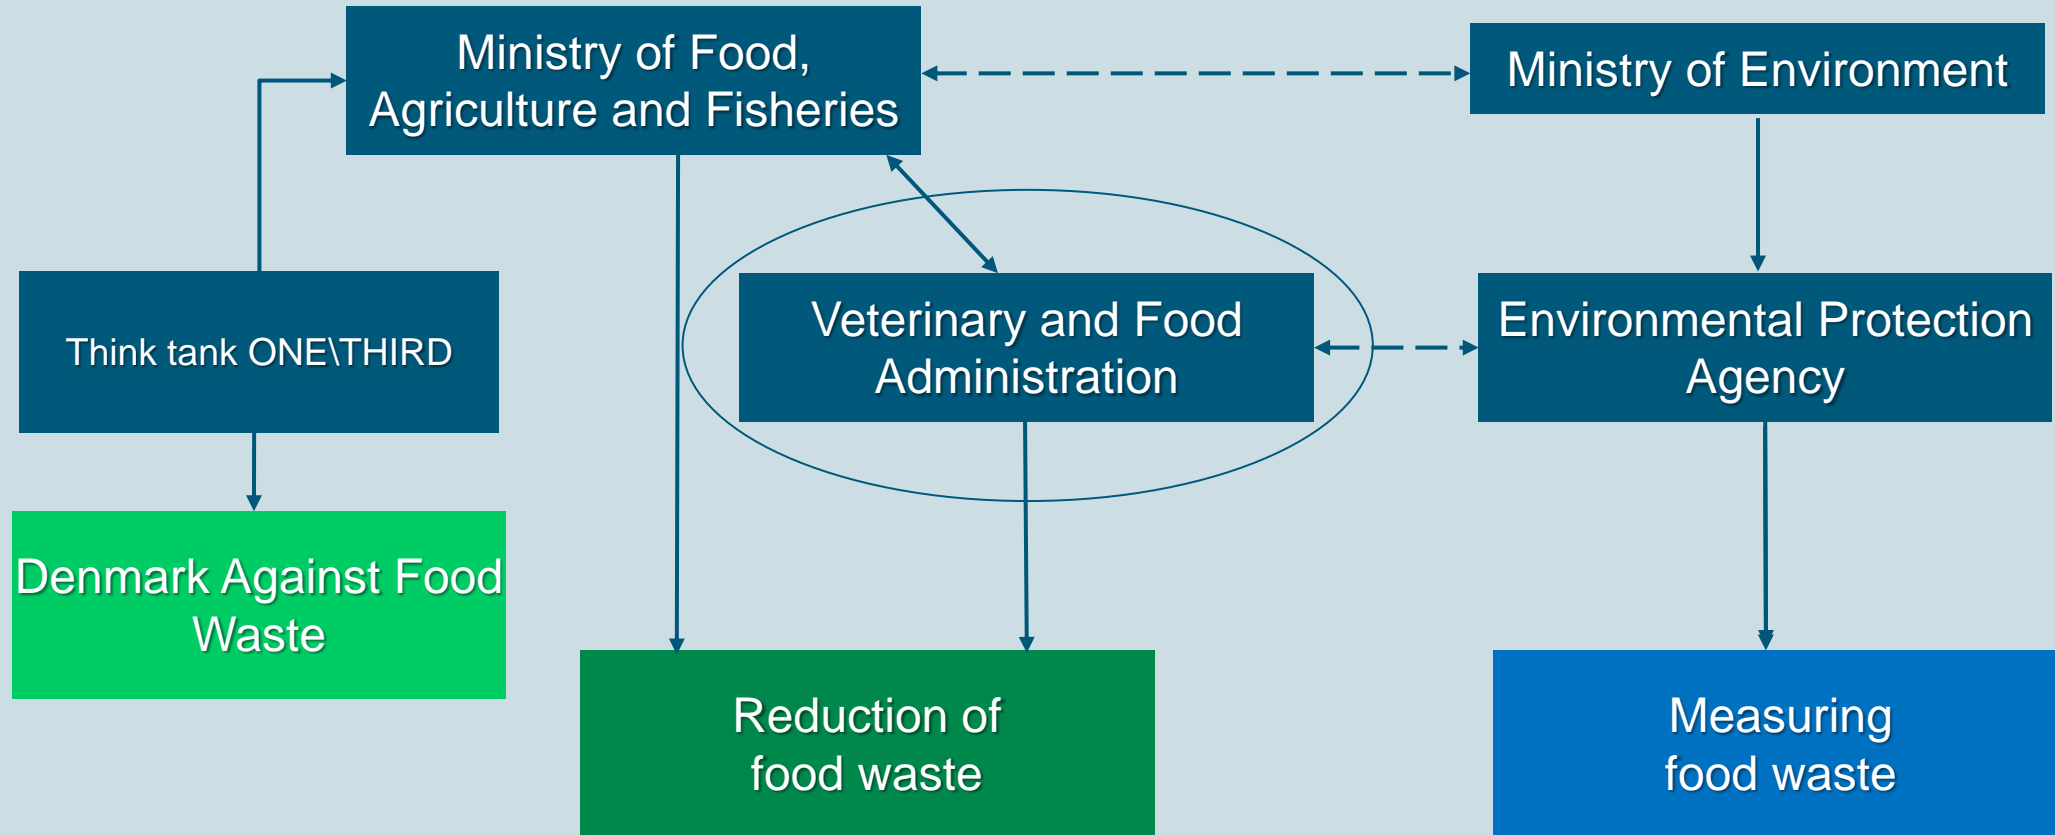 Ministry of Food,
Agriculture and Fisheries
Ministry of Environment
Think tank ONE\THIRD
Veterinary and Food
Administration
Environmental Protection
Agency
Denmark Against Food
Waste
Reduction of
food waste
Measuring
food waste